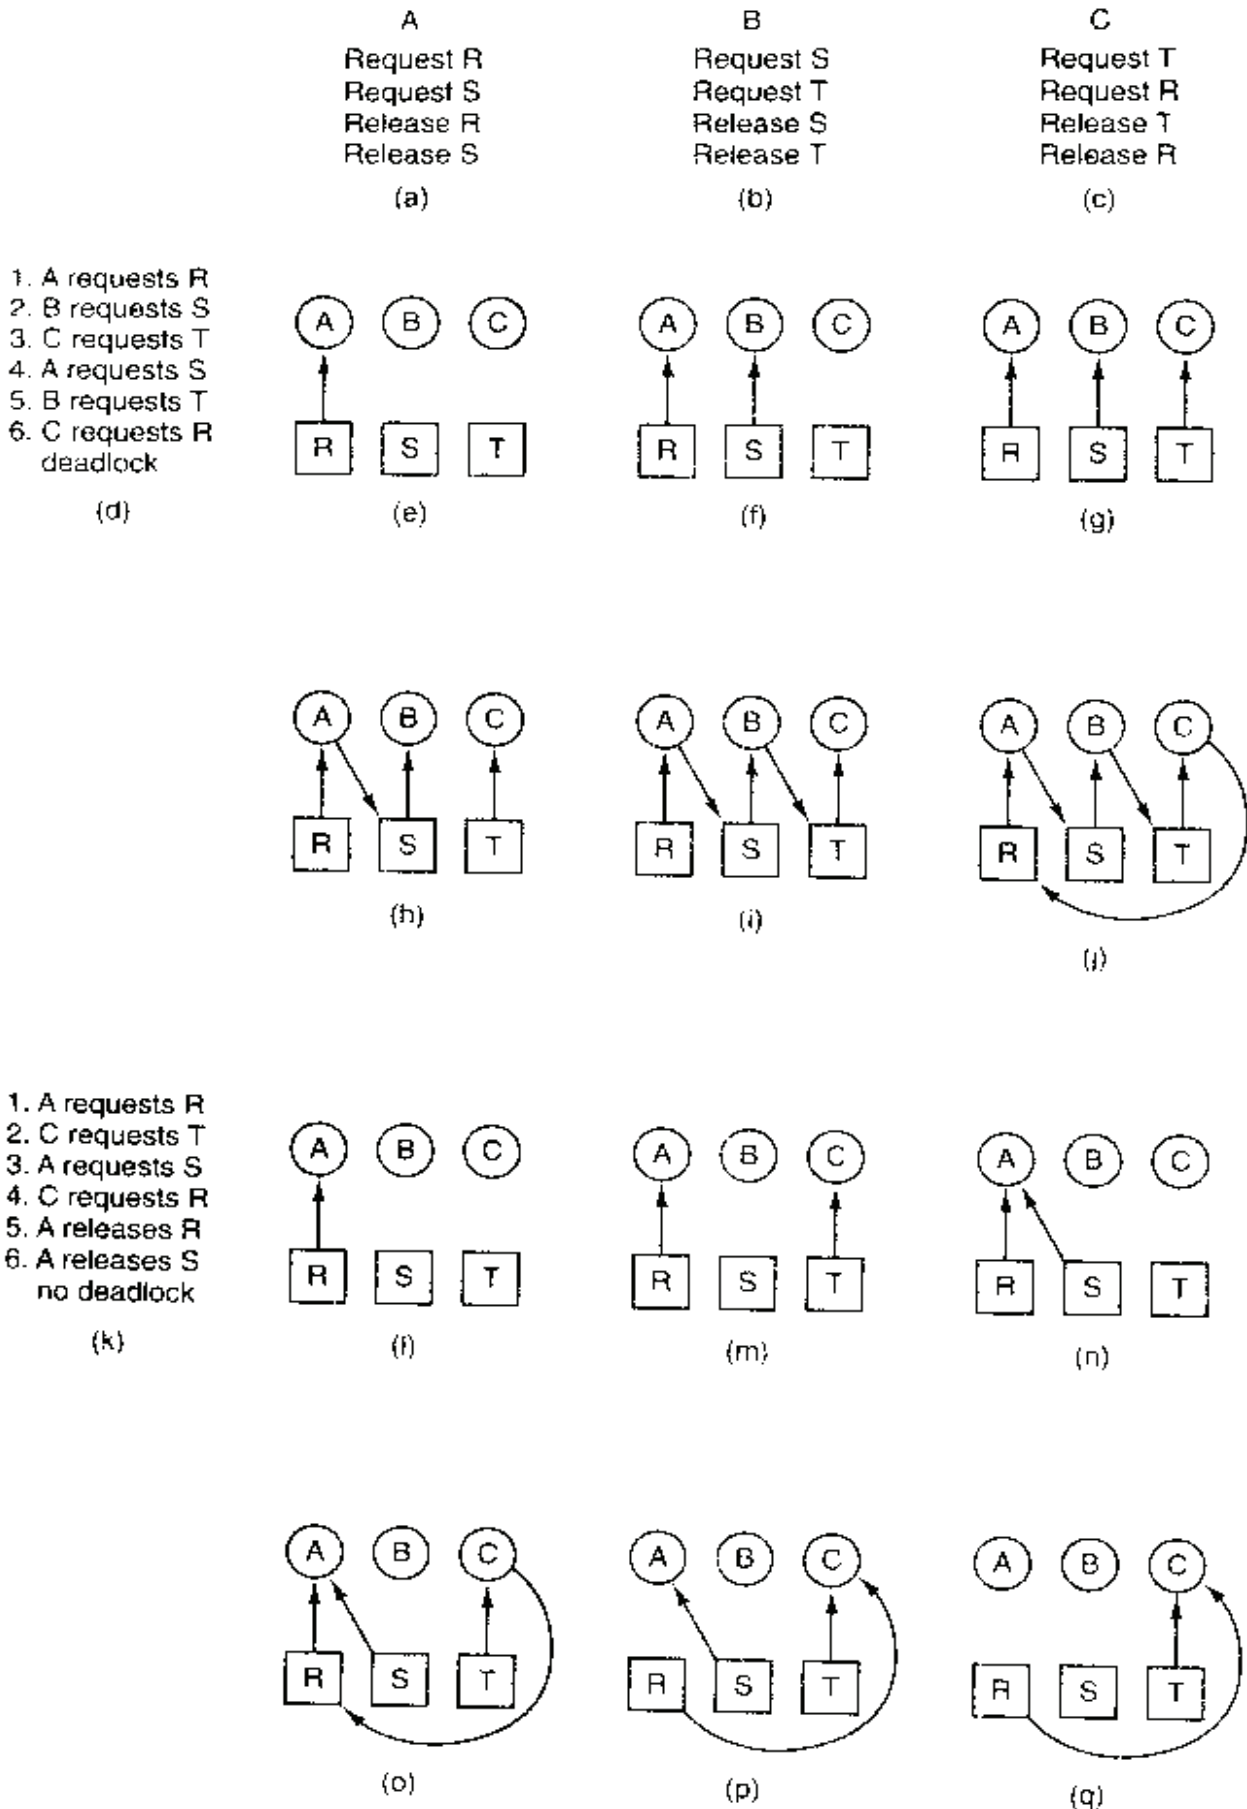 A
Request R
Request S
Release R
Release S
(a)
B
Request S
Request T
Release S
Release T
(b)
C
Request T
Request R
Release T
Release R
(c)
1. A requests R
2. B requests S
3. C requests T
4. A requests S
5. B requests T
6. C requests R
deadlock
(d)
A B C
R S T
(e)
A B C
R S T
(f)
A B C
R S T
(g)
A B C
R S T
(h)
A B C
R S T
(i)
A B C
R S T
(j)
1. A requests R
2. C requests T
3. A requests S
4. C requests R
5. A releases R
6. A releases S
no deadlock
(k)
A B C
R S T
(l)
A B C
R S T
(m)
A B C
R S T
(n)
A B C
R S T
(o)
A B C
R S T
(p)
A B C
R S T
(q)